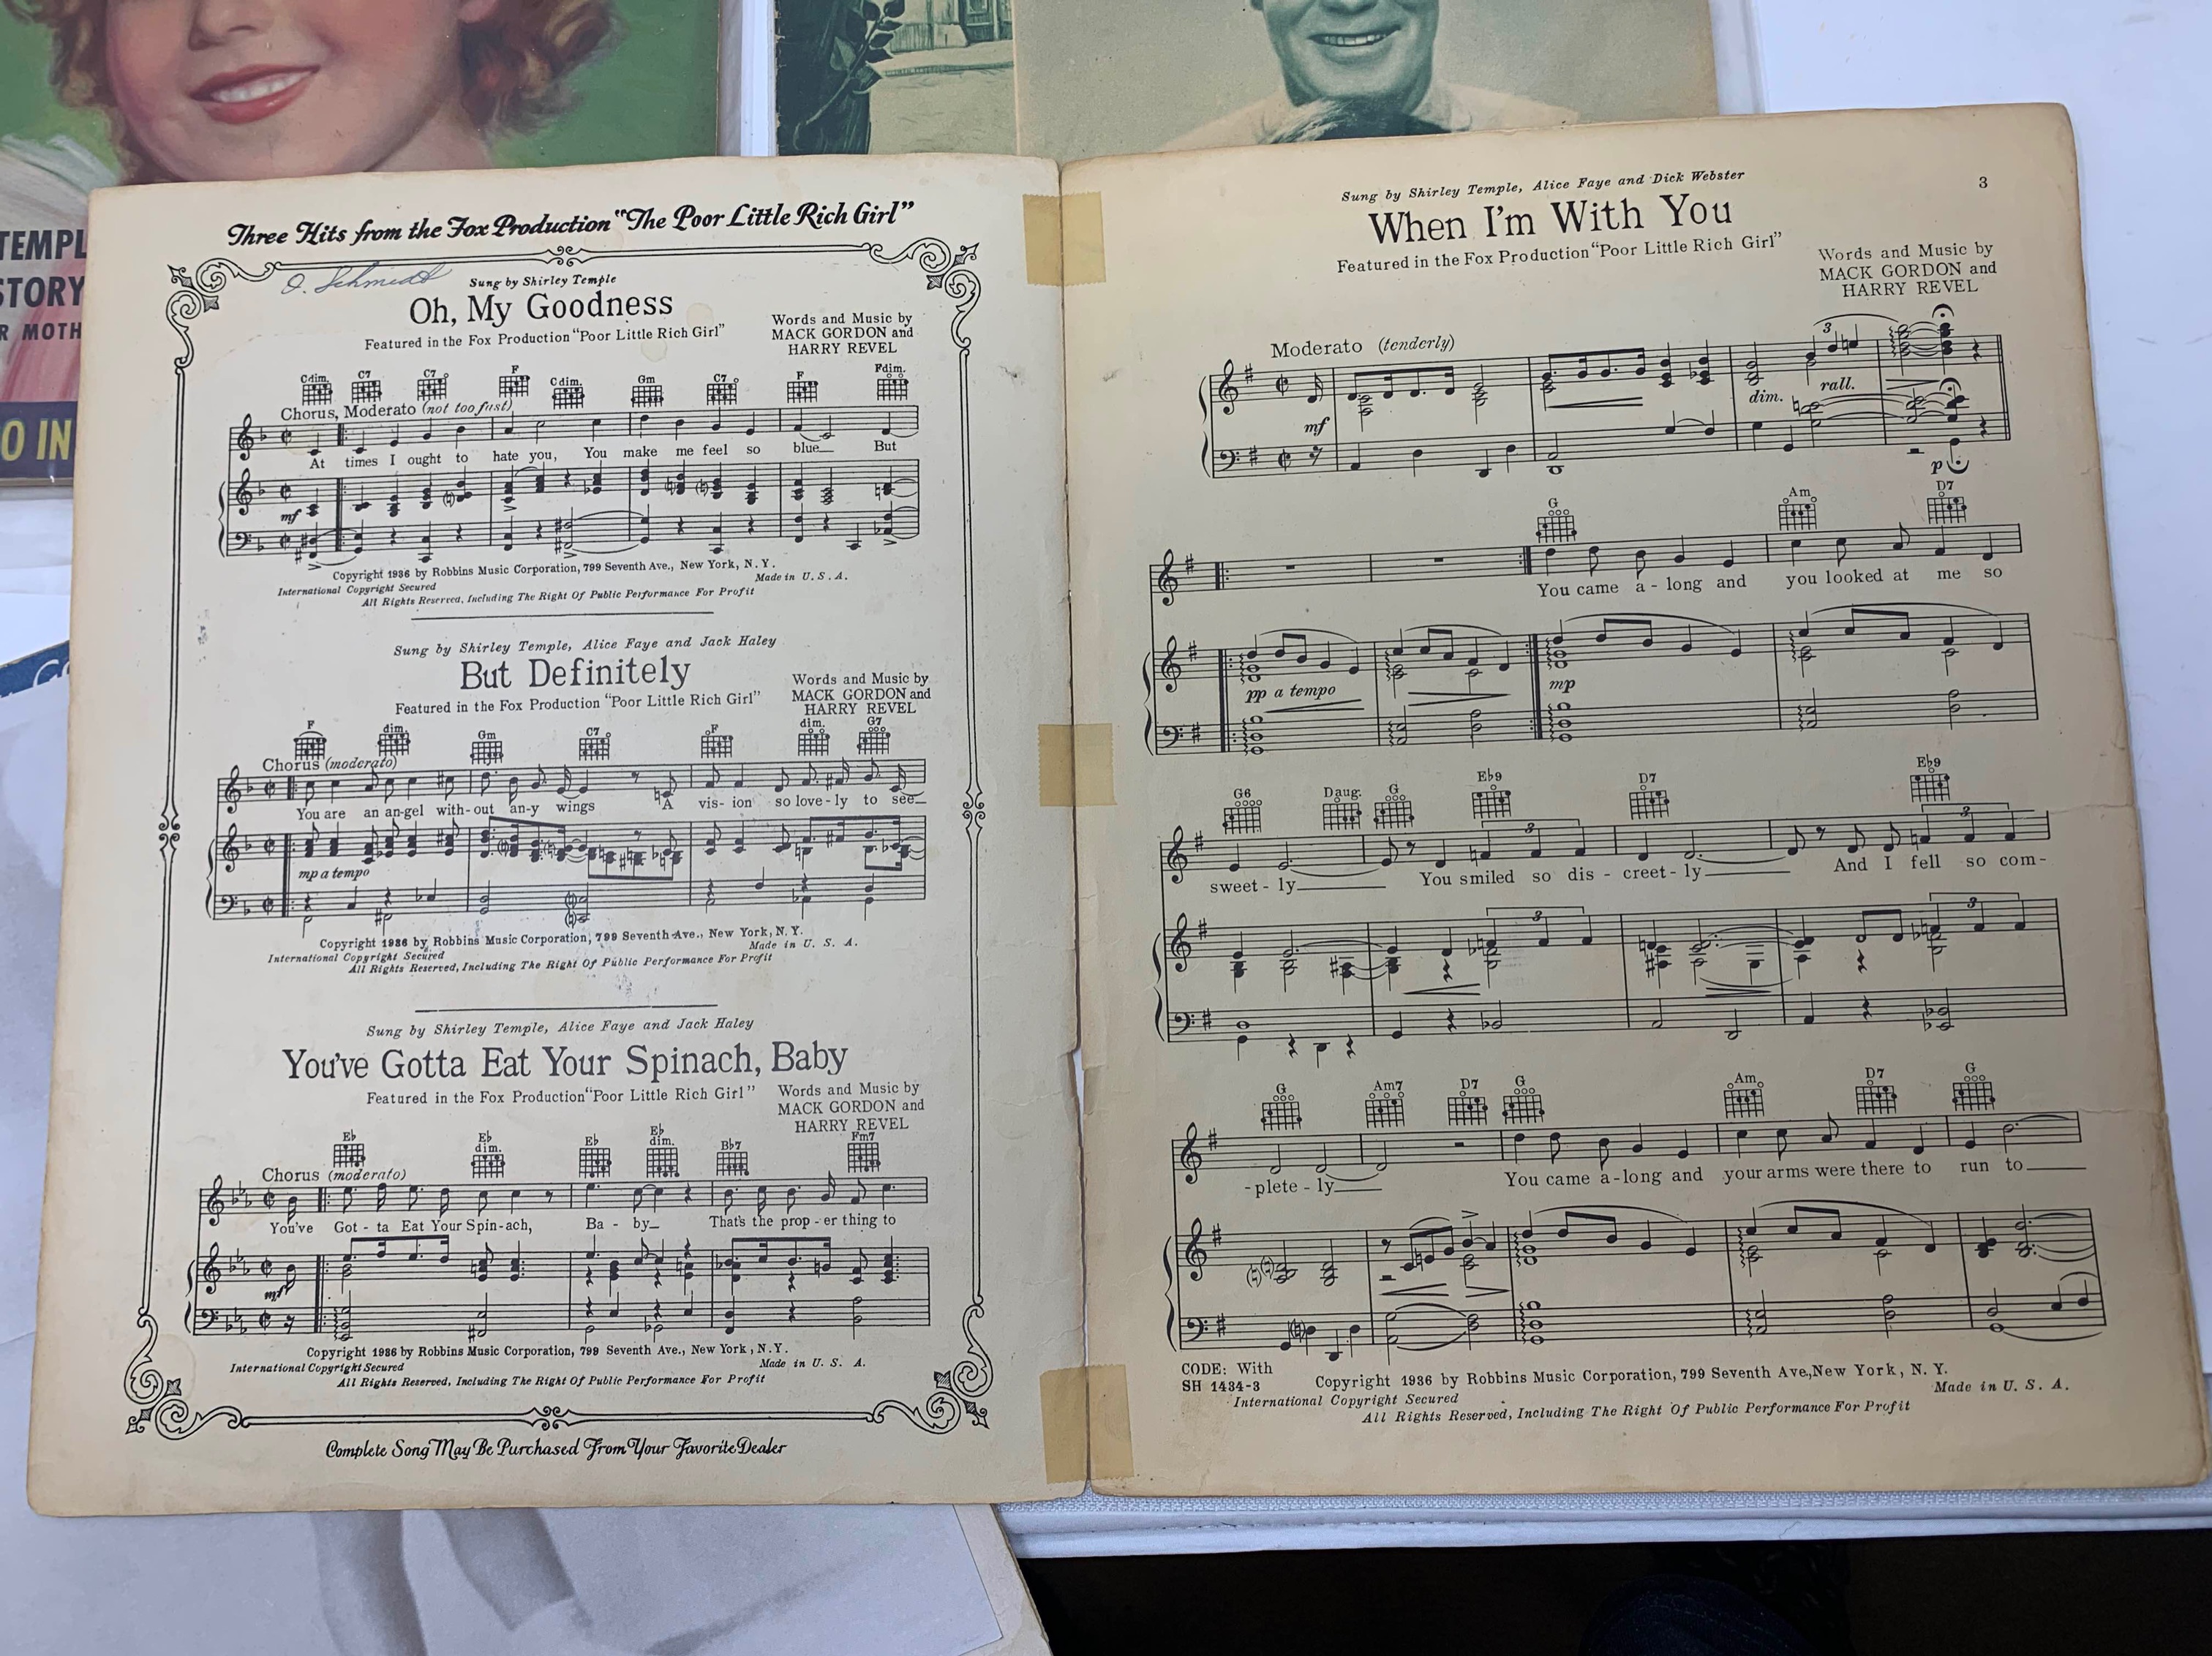 TEMPL
STORY
R MOTH
O IN
Three Hits from the Fox Production "The Poor Little Rich Girl"
O. Schmidt
Sung by Shirley Temple
Oh, My Goodness
Featured in the Fox Production "Poor Little Rich Girl"
Words and Music by
MACK GORDON and
HARRY REVEL
Cdim. C7 C7 F Cdim. Gm C7 F Fdim.
Chorus, Moderato (not too fast)
At times I ought to hate you, You make me feel so blue But
mf
Copyright 1936 by Robbins Music Corporation, 799 Seventh Ave., New York, N. Y.
International Copyright Secured Made in U. S. A.
All Rights Reserved, Including The Right Of Public Performance For Profit
Sung by Shirley Temple, Alice Faye and Jack Haley
But Definitely
Featured in the Fox Production "Poor Little Rich Girl"
Words and Music by
MACK GORDON and
HARRY REVEL
F dim. Gm C7 F dim. G7
Chorus (moderato)
You are an an-gel with-out an-y wings A vis-ion so love-ly to see
mp a tempo
Copyright 1936 by Robbins Music Corporation, 799 Seventh Ave., New York, N. Y.
International Copyright Secured Made in U. S. A.
All Rights Reserved, Including The Right Of Public Performance For Profit
Sung by Shirley Temple, Alice Faye and Jack Haley
You've Gotta Eat Your Spinach, Baby
Featured in the Fox Production "Poor Little Rich Girl"
Words and Music by
MACK GORDON and
HARRY REVEL
E♭ E♭ dim. E♭ E♭ dim. B♭7 Fm7
Chorus (moderato)
You've Got-ta Eat Your Spin-ach, Ba-by That's the prop-er thing to
mf
Copyright 1936 by Robbins Music Corporation, 799 Seventh Ave., New York, N.Y.
International Copyright Secured Made in U. S. A.
All Rights Reserved, Including The Right Of Public Performance For Profit
Complete Song May Be Purchased From Your Favorite Dealer
3
Sung by Shirley Temple, Alice Faye and Dick Webster
When I'm With You
Featured in the Fox Production "Poor Little Rich Girl"
Words and Music by
MACK GORDON and
HARRY REVEL
Moderato (tenderly)
3
mf dim. rall.
p
G Am D7
You came a-long and you looked at me so
pp a tempo mp
G6 Daug. G E♭9 D7 E♭9
3 3
sweet-ly You smiled so dis-creet-ly And I fell so com-
3 3
G Am7 D7 G Am D7 G
-plete-ly You came a-long and your arms were there to run to
CODE: With
SH 1434-3
Copyright 1936 by Robbins Music Corporation, 799 Seventh Ave., New York, N. Y.
International Copyright Secured Made in U. S. A.
All Rights Reserved, Including The Right Of Public Performance For Profit